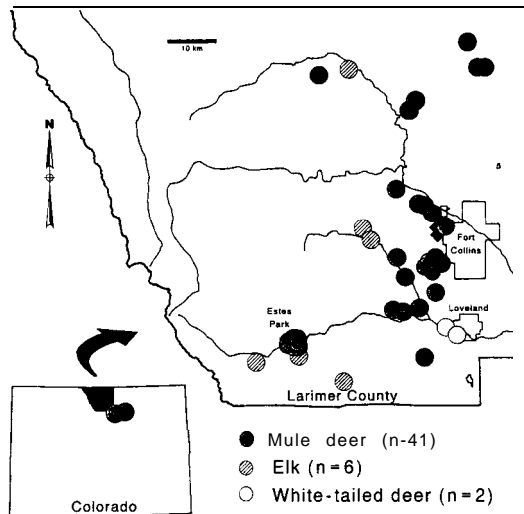 10 km
N
Fort
Collins
Loveland
Estes
Park
Larimer County
Mule deer (n-41)
Elk (n=6)
White-tailed deer (n=2)
Colorado